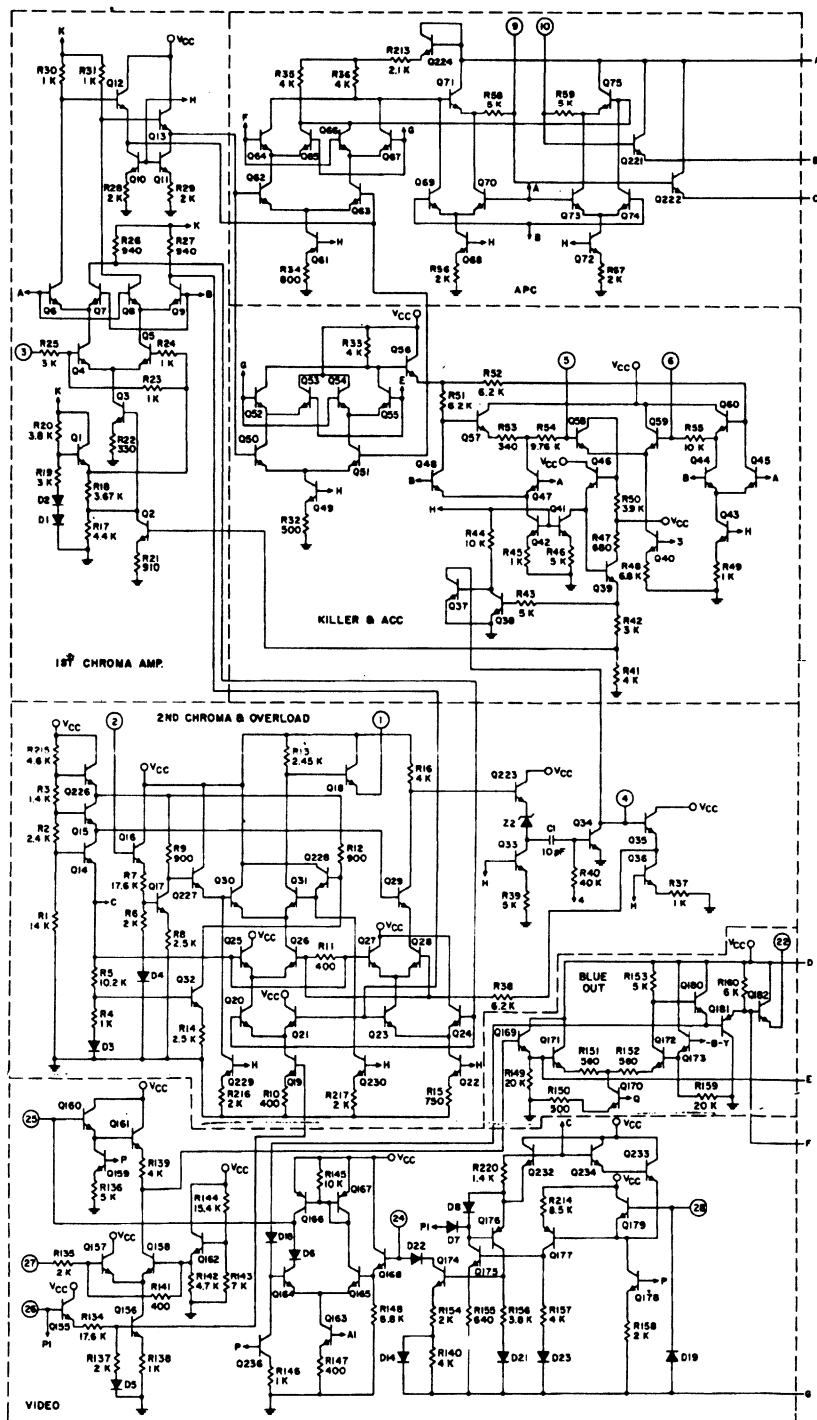 K
R30 1K
R31 1K
Q12
VCC
H
Q13
Q10
Q11
R28 2K
R29 2K
K
R26 940
R27 940
A
B
Q6
Q7
Q8
Q9
3
R25 3K
Q4
Q5
R24 1K
R23 1K
Q3
K
R20 3.8K
Q1
R22 330
R19 3K
R18 3.67K
D2
D1
R17 4.4K
Q2
R21 910
1ST CHROMA AMP.
R213 2.1K
Q224
9
10
A
R35 4K
R36 4K
Q71
R58 5K
R59 5K
Q75
F
G
Q64
Q65
Q66
Q67
Q221
B
Q62
Q63
Q69
Q70
A
Q73
Q74
Q222
C
B
H
Q61
R34 800
H
Q68
R56 2K
H
Q72
R57 2K
APC
VCC
R33 4K
Q56
R52 6.2K
5
6
VCC
G
Q52
Q53
Q54
Q55
E
R51 6.2K
Q57
R53 340
R54 9.76K
Q58
Q59
R55 10K
Q60
Q50
Q51
Q48
VCC
Q46
Q44
Q45
B
A
B
A
H
Q49
R32 500
Q47
H
Q41
R50 3.9K
VCC
R44 10K
Q42
R45 1K
R46 5K
R47 680
3
Q43
H
Q40
R48 6.8K
R49 1K
Q39
Q37
Q38
R43 5K
R42 3K
R41 4K
KILLER & ACC
2ND CHROMA & OVERLOAD
VCC
2
1
R215 4.6K
VCC
R13 2.45K
Q18
R16 4K
Q223
VCC
R3 1.4K
Q226
Q15
R2 2.4K
Q16
R9 900
Q228
R12 900
Z2
4
VCC
Q14
R7 17.6K
Q17
Q227
Q30
Q31
Q29
Q33
C1 10pF
Q34
Q35
H
Q36
C
R6 2K
R39 5K
R40 40K
4
H
R37 1K
R1 14K
R8 2.5K
Q25
VCC
Q26
R11 400
Q27
VCC
Q28
R5 10.2K
D4
Q32
Q20
VCC
Q21
Q23
Q24
R38 6.2K
R4 1K
D3
R14 2.5K
H
Q229
Q19
H
Q230
H
Q22
R216 2K
R10 400
R217 2K
R15 750
BLUE OUT
VCC
22
D
R153 5K
Q180
R160 6K
Q182
Q181
Q169
Q171
R151 560
R152 560
Q172
-B-Y
Q173
E
R149 20K
R150 500
Q170
Q
R159 20K
F
25
Q160
VCC
Q161
P
Q159
R136 5K
R139 4K
R144 15.4K
VCC
27
R135 2K
Q157
VCC
Q158
Q162
R141 400
R142 4.7K
R143 7K
26
VCC
Q155
R134 17.6K
Q156
P1
R137 2K
R138 1K
D5
VIDEO
R145 10K
Q167
VCC
Q166
D18
D6
24
Q168
D22
Q164
Q165
P
Q236
Q163
A1
R146 1K
R147 400
R148 6.8K
C
VCC
R220 1.4K
Q232
Q234
Q233
VCC
D8
P1
D7
Q176
R214 8.5K
Q179
28
Q174
Q175
Q177
P
Q178
R154 2K
R155 640
R156 3.8K
R157 4K
R158 2K
D14
R140 4K
D21
D23
D19
G